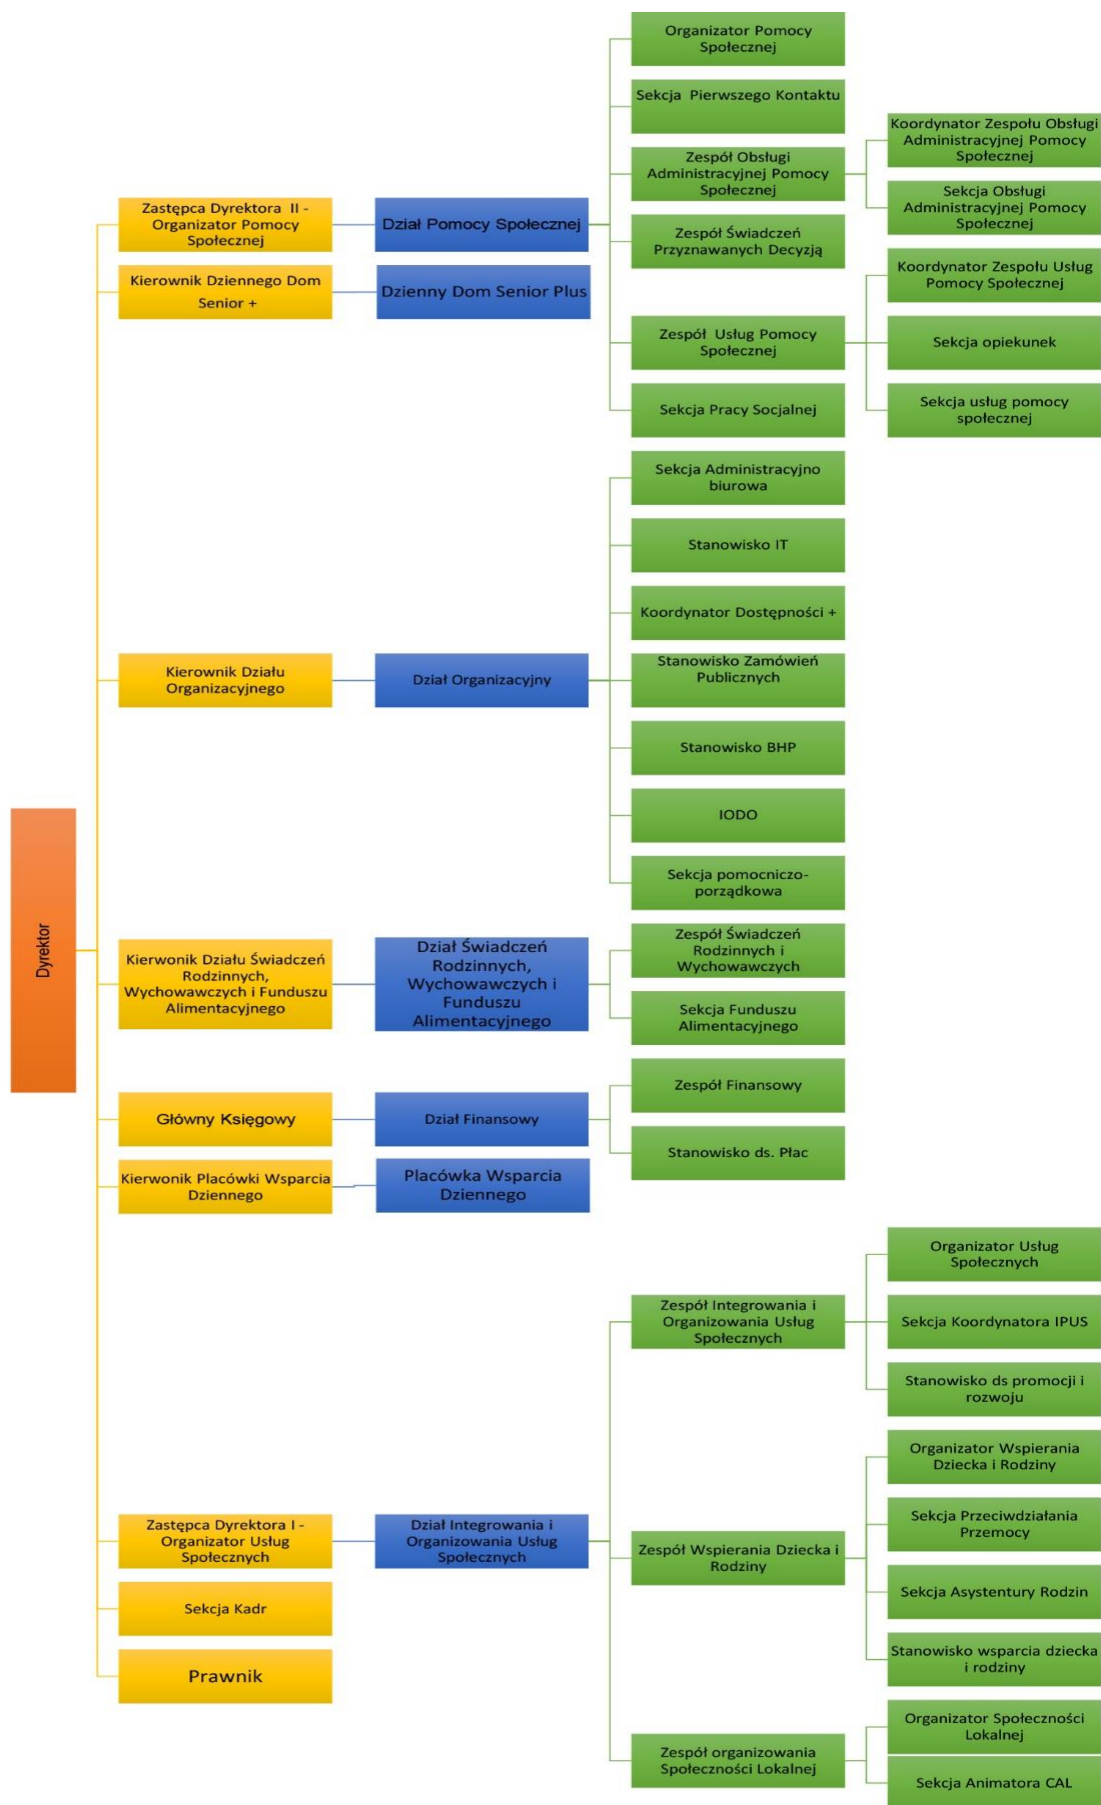 Dyrektor
Zastępca Dyrektora II -
Organizator Pomocy
Społecznej
Dział Pomocy Społecznej
Organizator Pomocy
Społecznej
Sekcja Pierwszego Kontaktu
Zespół Obsługi
Administracyjnej Pomocy
Społecznej
Koordynator Zespołu Obsługi
Administracyjnej Pomocy
Społecznej
Sekcja Obsługi
Administracyjnej Pomocy
Społecznej
Zespół Świadczeń
Przyznawanych Decyzją
Zespół Usług Pomocy
Społecznej
Koordynator Zespołu Usług
Pomocy Społecznej
Sekcja opiekunek
Sekcja usług pomocy
społecznej
Sekcja Pracy Socjalnej
Kierownik Dziennego Dom
Senior +
Dzienny Dom Senior Plus
Kierownik Działu
Organizacyjnego
Dział Organizacyjny
Sekcja Administracyjno
biurowa
Stanowisko IT
Koordynator Dostępności +
Stanowisko Zamówień
Publicznych
Stanowisko BHP
IODO
Sekcja pomocniczo-
porządkowa
Kierwonik Działu Świadczeń
Rodzinnych,
Wychowawczych i Funduszu
Alimentacyjnego
Dział Świadczeń
Rodzinnych,
Wychowawczych i
Funduszu
Alimentacyjnego
Zespół Świadczeń
Rodzinnych i
Wychowawczych
Sekcja Funduszu
Alimentacyjnego
Główny Księgowy
Dział Finansowy
Zespół Finansowy
Stanowisko ds. Płac
Kierwonik Placówki Wsparcia
Dziennego
Placówka Wsparcia
Dziennego
Zastępca Dyrektora I -
Organizator Usług
Społecznych
Dział Integrowania i
Organizowania Usług
Społecznych
Zespół Integrowania i
Organizowania Usług
Społecznych
Organizator Usług
Społecznych
Sekcja Koordynatora IPUS
Stanowisko ds promocji i
rozwoju
Zespół Wspierania Dziecka i
Rodziny
Organizator Wspierania
Dziecka i Rodziny
Sekcja Przeciwdziałania
Przemocy
Sekcja Asystentury Rodzin
Stanowisko wsparcia dziecka
i rodziny
Zespół organizowania
Społeczności Lokalnej
Organizator Społeczności
Lokalnej
Sekcja Animatora CAL
Sekcja Kadr
Prawnik